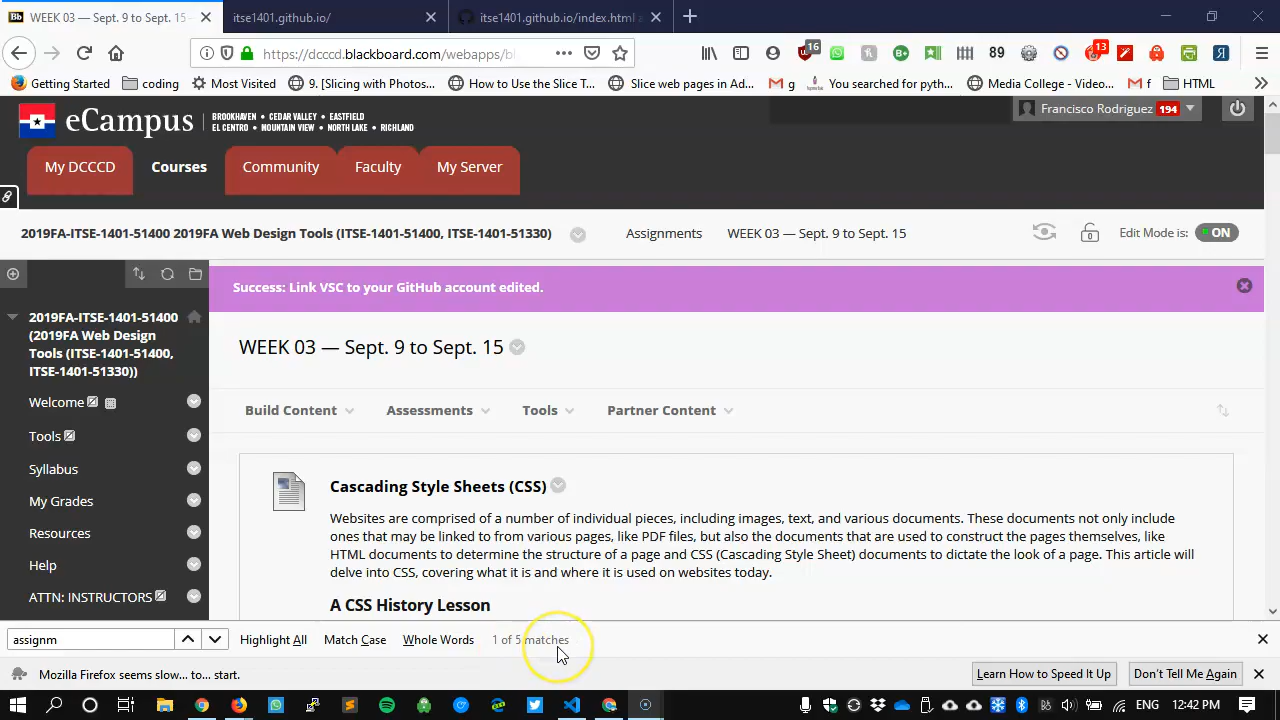 WEEK 03 — Sept. 9 to Sept. 15
itse1401.github.io/
itse1401.github.io/index.html
https://dcccd.blackboard.com/webapps/bl
16
89
13
Getting Started
coding
Most Visited
9. [Slicing with Photos...
How to Use the Slice T...
Slice web pages in Ad...
g
You searched for pyth...
Media College - Video...
f
HTML
eCampus
BROOKHAVEN • CEDAR VALLEY • EASTFIELD
EL CENTRO • MOUNTAIN VIEW • NORTH LAKE • RICHLAND
Francisco Rodriguez 194
My DCCCD
Courses
Community
Faculty
My Server
2019FA-ITSE-1401-51400 2019FA Web Design Tools (ITSE-1401-51400, ITSE-1401-51330)
Assignments
WEEK 03 — Sept. 9 to Sept. 15
Edit Mode is: ON
Success: Link VSC to your GitHub account edited.
2019FA-ITSE-1401-51400
(2019FA Web Design
Tools (ITSE-1401-51400,
ITSE-1401-51330))
Welcome
Tools
Syllabus
My Grades
Resources
Help
ATTN: INSTRUCTORS
WEEK 03 — Sept. 9 to Sept. 15
Build Content
Assessments
Tools
Partner Content
Cascading Style Sheets (CSS)
Websites are comprised of a number of individual pieces, including images, text, and various documents. These documents not only include
ones that may be linked to from various pages, like PDF files, but also the documents that are used to construct the pages themselves, like
HTML documents to determine the structure of a page and CSS (Cascading Style Sheet) documents to dictate the look of a page. This article will
delve into CSS, covering what it is and where it is used on websites today.
A CSS History Lesson
assignm
Highlight All
Match Case
Whole Words
1 of 5 matches
Mozilla Firefox seems slow... to... start.
Learn How to Speed It Up
Don't Tell Me Again
ENG
12:42 PM